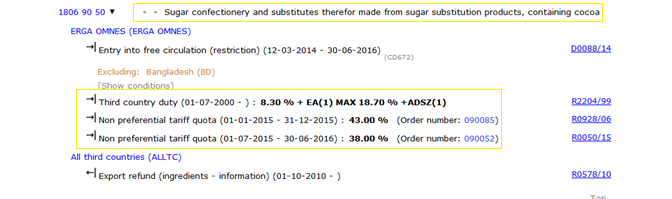 1806 90 50 ▼ - - Sugar confectionery and substitutes therefor made from sugar substitution products, containing cocoa
ERGA OMNES (ERGA OMNES)
Entry into free circulation (restriction) (12-03-2014 - 30-06-2016) (CD672) D0088/14
Excluding: Bangladesh (BD)
[Show conditions]
Third country duty (01-07-2000 - ) : 8.30 % + EA(1) MAX 18.70 % +ADSZ(1) R2204/99
Non preferential tariff quota (01-01-2015 - 31-12-2015) : 43.00 % (Order number: 090085) R0928/06
Non preferential tariff quota (01-07-2015 - 30-06-2016) : 38.00 % (Order number: 090052) R0050/15
All third countries (ALLTC)
Export refund (ingredients - information) (01-10-2010 - ) R0578/10